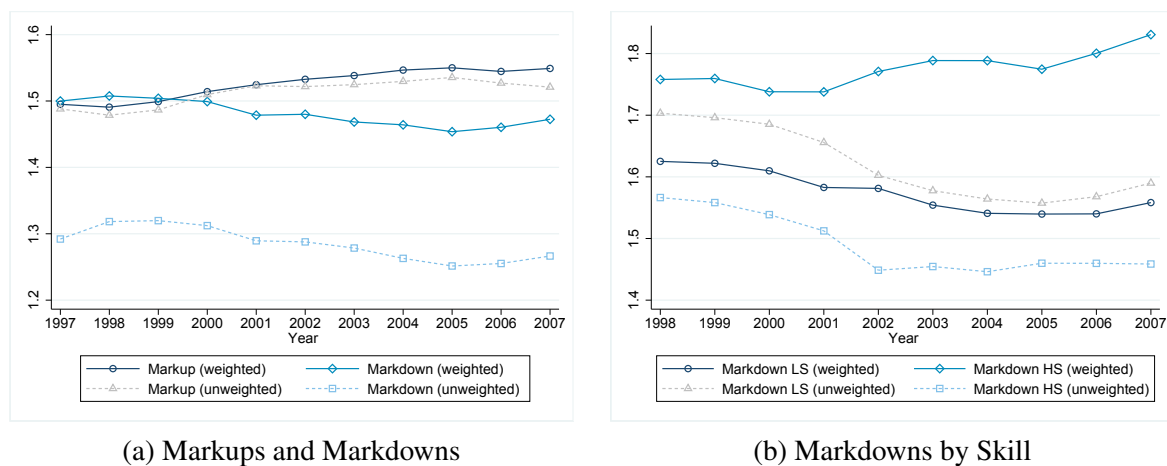 1.6
1.5
1.4
1.3
1.2
1997 1998 1999 2000 2001 2002 2003 2004 2005 2006 2007
Year
Markup (weighted) Markdown (weighted)
Markup (unweighted) Markdown (unweighted)
(a) Markups and Markdowns
1.8
1.7
1.6
1.5
1.4
1998 1999 2000 2001 2002 2003 2004 2005 2006 2007
Year
Markdown LS (weighted) Markdown HS (weighted)
Markdown LS (unweighted) Markdown HS (unweighted)
(b) Markdowns by Skill